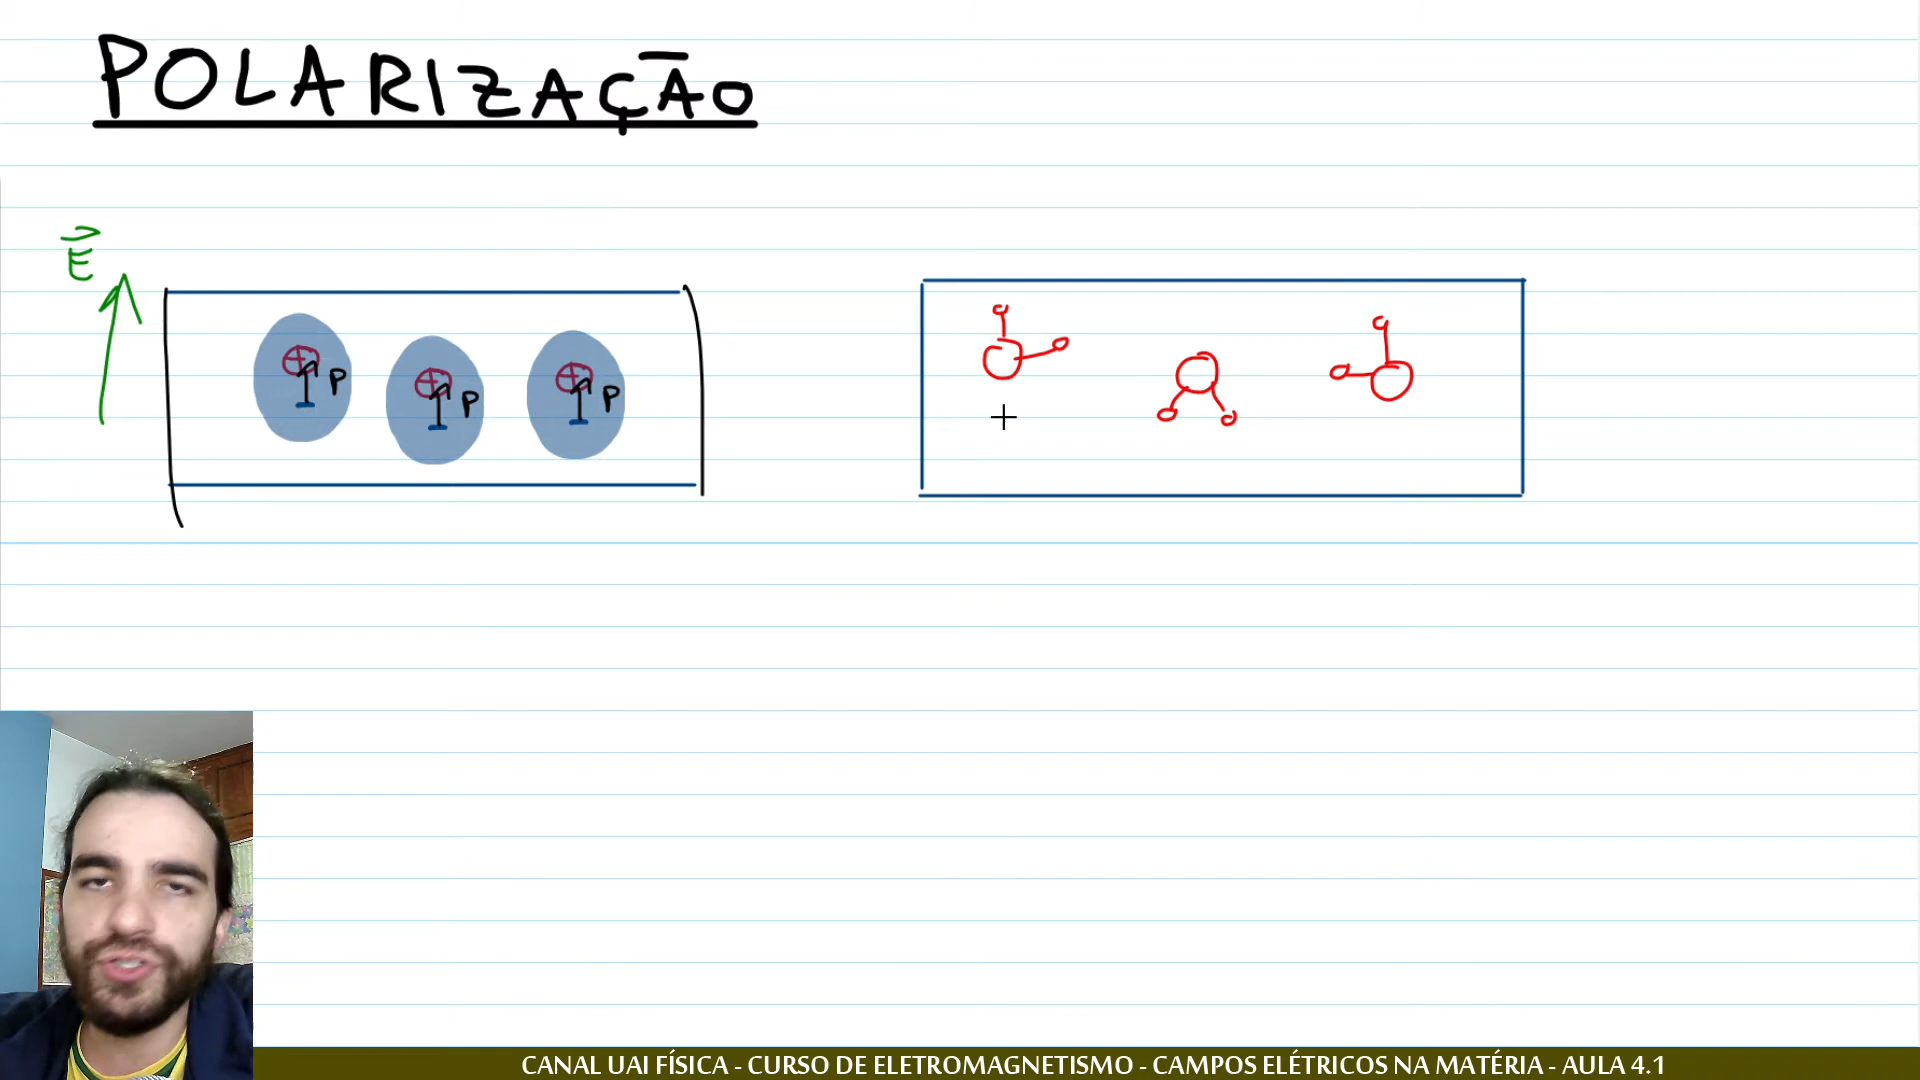 POLARIZAÇÃO
E
P
P
P
CANAL UAI FÍSICA - CURSO DE ELETROMAGNETISMO - CAMPOS ELÉTRICOS NA MATÉRIA - AULA 4.1